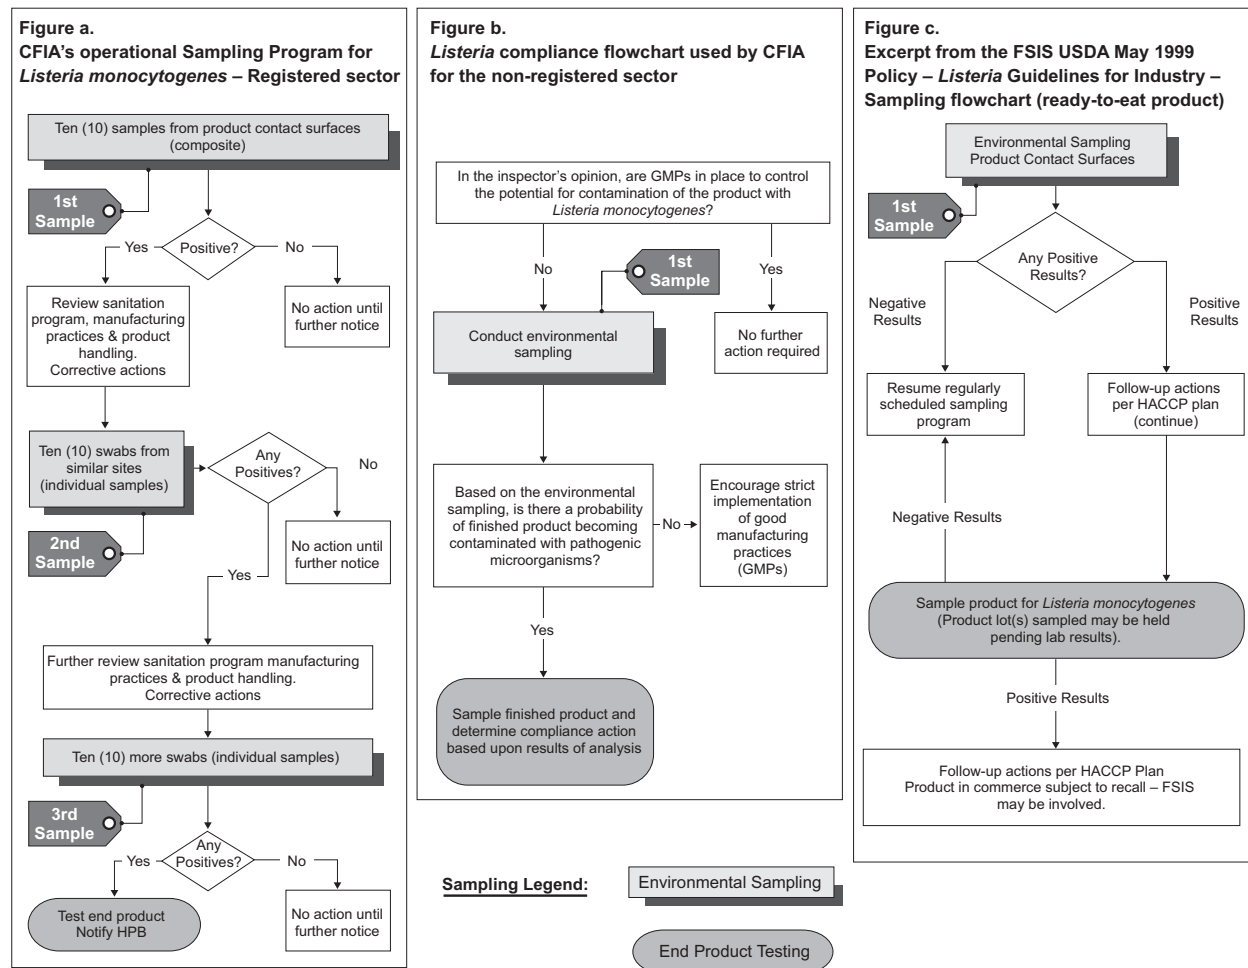 Figure a.
CFIA's operational Sampling Program for
Listeria monocytogenes – Registered sector
Ten (10) samples from product contact surfaces
(composite)
1st
Sample
Positive?
Yes
No
Review sanitation
program, manufacturing
practices & product
handling.
Corrective actions
No action until
further notice
Ten (10) swabs from
similar sites
(individual samples)
Any
Positives?
No
2nd
Sample
No action until
further notice
Yes
Further review sanitation program manufacturing
practices & product handling.
Corrective actions
Ten (10) more swabs (individual samples)
3rd
Sample
Any
Positives?
Yes
No
Test end product
Notify HPB
No action until
further notice
Figure b.
Listeria compliance flowchart used by CFIA
for the non-registered sector
In the inspector's opinion, are GMPs in place to control
the potential for contamination of the product with
Listeria monocytogenes?
No
1st
Sample
Yes
Conduct environmental
sampling
No further
action required
Based on the environmental
sampling, is there a probability
of finished product becoming
contaminated with pathogenic
microorganisms?
No
Encourage strict
implementation
of good
manufacturing
practices
(GMPs)
Yes
Sample finished product and
determine compliance action
based upon results of analysis
Figure c.
Excerpt from the FSIS USDA May 1999
Policy – Listeria Guidelines for Industry –
Sampling flowchart (ready-to-eat product)
Environmental Sampling
Product Contact Surfaces
1st
Sample
Any Positive
Results?
Negative
Results
Positive
Results
Resume regularly
scheduled sampling
program
Follow-up actions
per HACCP plan
(continue)
Negative Results
Sample product for Listeria monocytogenes
(Product lot(s) sampled may be held
pending lab results).
Positive Results
Follow-up actions per HACCP Plan
Product in commerce subject to recall – FSIS
may be involved.
Sampling Legend:
Environmental Sampling
End Product Testing